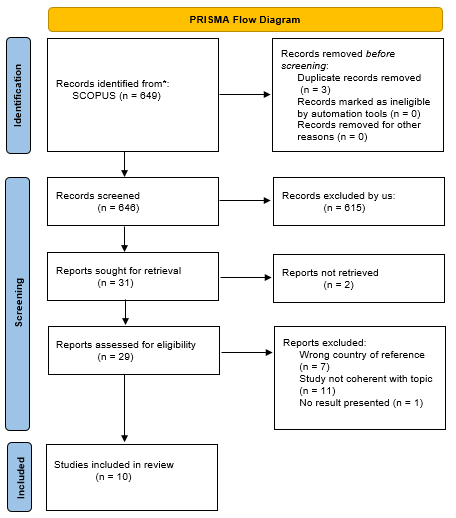 PRISMA Flow Diagram
Identification
Records identified from*:
SCOPUS (n = 649)
Records removed before
screening:
Duplicate records removed
(n = 3)
Records marked as ineligible
by automation tools (n = 0)
Records removed for other
reasons (n = 0)
Screening
Records screened
(n = 646)
Records excluded by us:
(n = 615)
Reports sought for retrieval
(n = 31)
Reports not retrieved
(n = 2)
Reports assessed for eligibility
(n = 29)
Reports excluded:
Wrong country of reference
(n = 7)
Study not coherent with topic
(n = 11)
No result presented (n = 1)
Included
Studies included in review
(n = 10)